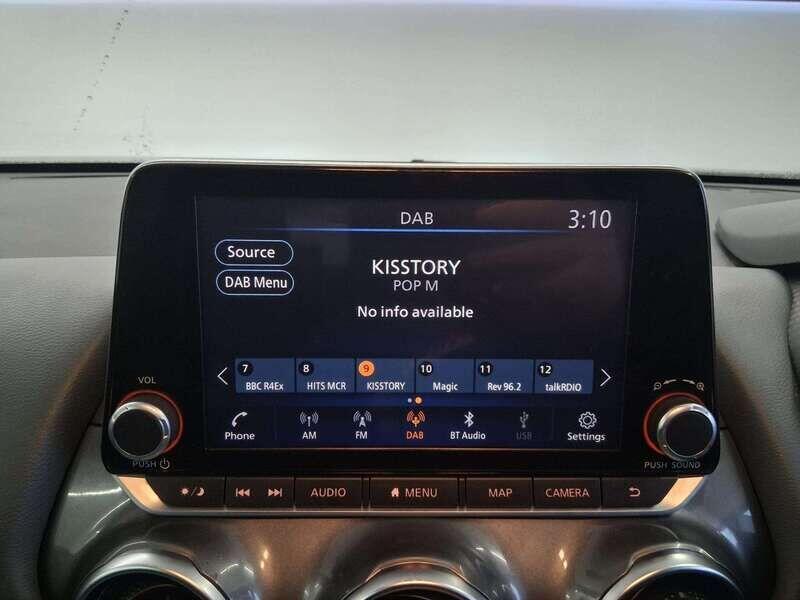 DAB 3:10
Source
DAB Menu
KISSTORY
POP M
No info available
7 8 9 10 11 12
BBC R4Ex HITS MCR KISSTORY Magic Rev 96.2 talkRDIO
Phone AM FM DAB BT Audio USB Settings
VOL
PUSH
PUSH SOUND
AUDIO MENU MAP CAMERA